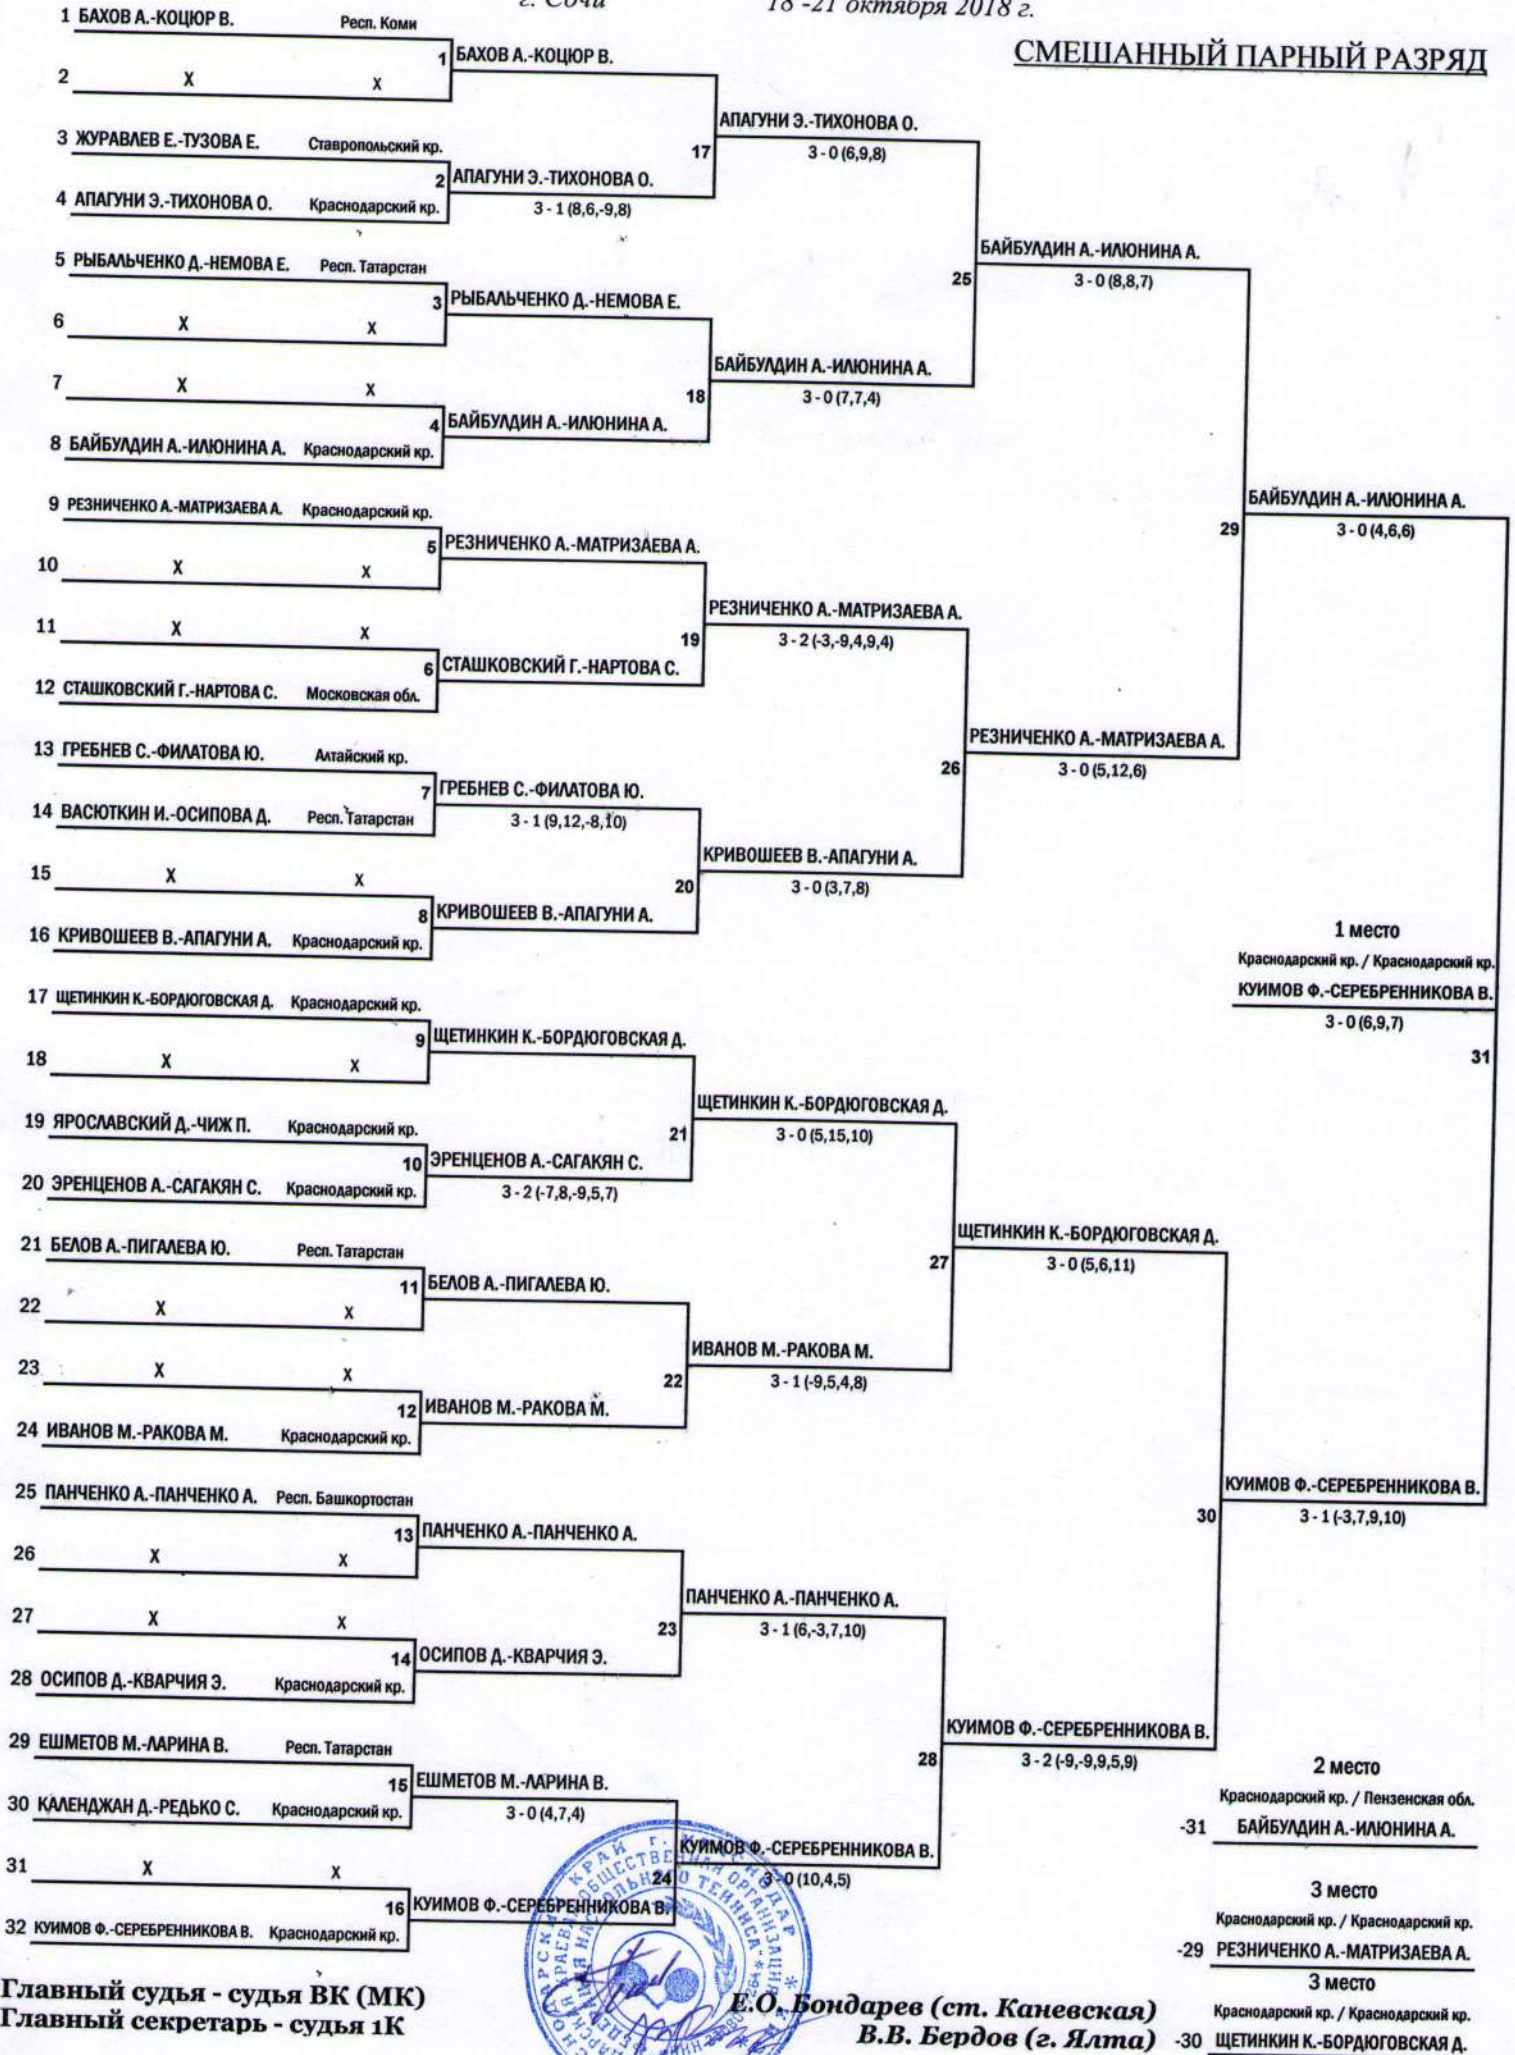 г. Сочи 18 -21 октября 2018 г.
СМЕШАННЫЙ ПАРНЫЙ РАЗРЯД
1 БАХОВ А.-КОЦЮР В. Респ. Коми
1 БАХОВ А.-КОЦЮР В.
2 X X
АПАГУНИ Э.-ТИХОНОВА О.
17 3 - 0 (6,9,8)
3 ЖУРАВЛЕВ Е.-ТУЗОВА Е. Ставропольский кр.
2 АПАГУНИ Э.-ТИХОНОВА О.
4 АПАГУНИ Э.-ТИХОНОВА О. Краснодарский кр. 3 - 1 (8,6,-9,8)
БАЙБУЛДИН А.-ИЛЮНИНА А.
25 3 - 0 (8,8,7)
5 РЫБАЛЬЧЕНКО Д.-НЕМОВА Е. Респ. Татарстан
3 РЫБАЛЬЧЕНКО Д.-НЕМОВА Е.
6 X X
БАЙБУЛДИН А.-ИЛЮНИНА А.
7 X X 18 3 - 0 (7,7,4)
4 БАЙБУЛДИН А.-ИЛЮНИНА А.
8 БАЙБУЛДИН А.-ИЛЮНИНА А. Краснодарский кр.
БАЙБУЛДИН А.-ИЛЮНИНА А.
29 3 - 0 (4,6,6)
9 РЕЗНИЧЕНКО А.-МАТРИЗАЕВА А. Краснодарский кр.
5 РЕЗНИЧЕНКО А.-МАТРИЗАЕВА А.
10 X X
РЕЗНИЧЕНКО А.-МАТРИЗАЕВА А.
11 X X 19 3 - 2 (-3,-9,4,9,4)
6 СТАШКОВСКИЙ Г.-НАРТОВА С.
12 СТАШКОВСКИЙ Г.-НАРТОВА С. Московская обл.
РЕЗНИЧЕНКО А.-МАТРИЗАЕВА А.
26 3 - 0 (5,12,6)
13 ГРЕБНЕВ С.-ФИЛАТОВА Ю. Алтайский кр.
7 ГРЕБНЕВ С.-ФИЛАТОВА Ю.
14 ВАСЮТКИН И.-ОСИПОВА Д. Респ. Татарстан 3 - 1 (9,12,-8,10)
КРИВОШЕЕВ В.-АПАГУНИ А.
15 X X 20 3 - 0 (3,7,8)
8 КРИВОШЕЕВ В.-АПАГУНИ А.
16 КРИВОШЕЕВ В.-АПАГУНИ А. Краснодарский кр.
1 место
Краснодарский кр. / Краснодарский кр.
КУИМОВ Ф.-СЕРЕБРЕННИКОВА В.
3 - 0 (6,9,7)
31
17 ЩЕТИНКИН К.-БОРДЮГОВСКАЯ Д. Краснодарский кр.
9 ЩЕТИНКИН К.-БОРДЮГОВСКАЯ Д.
18 X X
ЩЕТИНКИН К.-БОРДЮГОВСКАЯ Д.
21 3 - 0 (5,15,10)
19 ЯРОСЛАВСКИЙ Д.-ЧИЖ П. Краснодарский кр.
10 ЭРЕНЦЕНОВ А.-САГАКЯН С.
20 ЭРЕНЦЕНОВ А.-САГАКЯН С. Краснодарский кр. 3 - 2 (-7,8,-9,5,7)
ЩЕТИНКИН К.-БОРДЮГОВСКАЯ Д.
27 3 - 0 (5,6,11)
21 БЕЛОВ А.-ПИГАЛЕВА Ю. Респ. Татарстан
11 БЕЛОВ А.-ПИГАЛЕВА Ю.
22 X X
ИВАНОВ М.-РАКОВА М.
23 X X 22 3 - 1 (-9,5,4,8)
12 ИВАНОВ М.-РАКОВА М.
24 ИВАНОВ М.-РАКОВА М. Краснодарский кр.
КУИМОВ Ф.-СЕРЕБРЕННИКОВА В.
30 3 - 1 (-3,7,9,10)
25 ПАНЧЕНКО А.-ПАНЧЕНКО А. Респ. Башкортостан
13 ПАНЧЕНКО А.-ПАНЧЕНКО А.
26 X X
ПАНЧЕНКО А.-ПАНЧЕНКО А.
27 X X 23 3 - 1 (6,-3,7,10)
14 ОСИПОВ Д.-КВАРЧИЯ Э.
28 ОСИПОВ Д.-КВАРЧИЯ Э. Краснодарский кр.
КУИМОВ Ф.-СЕРЕБРЕННИКОВА В.
28 3 - 2 (-9,-9,9,5,9)
29 ЕШМЕТОВ М.-ЛАРИНА В. Респ. Татарстан
15 ЕШМЕТОВ М.-ЛАРИНА В.
30 КАЛЕНДЖАН Д.-РЕДЬКО С. Краснодарский кр. 3 - 0 (4,7,4)
КУИМОВ Ф.-СЕРЕБРЕННИКОВА В.
31 X X 24 3 - 0 (10,4,5)
16 КУИМОВ Ф.-СЕРЕБРЕННИКОВА В.
32 КУИМОВ Ф.-СЕРЕБРЕННИКОВА В. Краснодарский кр.
2 место
Краснодарский кр. / Пензенская обл.
-31 БАЙБУЛДИН А.-ИЛЮНИНА А.
3 место
Краснодарский кр. / Краснодарский кр.
-29 РЕЗНИЧЕНКО А.-МАТРИЗАЕВА А.
3 место
Краснодарский кр. / Краснодарский кр.
-30 ЩЕТИНКИН К.-БОРДЮГОВСКАЯ Д.
Главный судья - судья ВК (МК) Е.О. Бондарев (ст. Каневская)
Главный секретарь - судья 1К В.В. Бердов (г. Ялта)